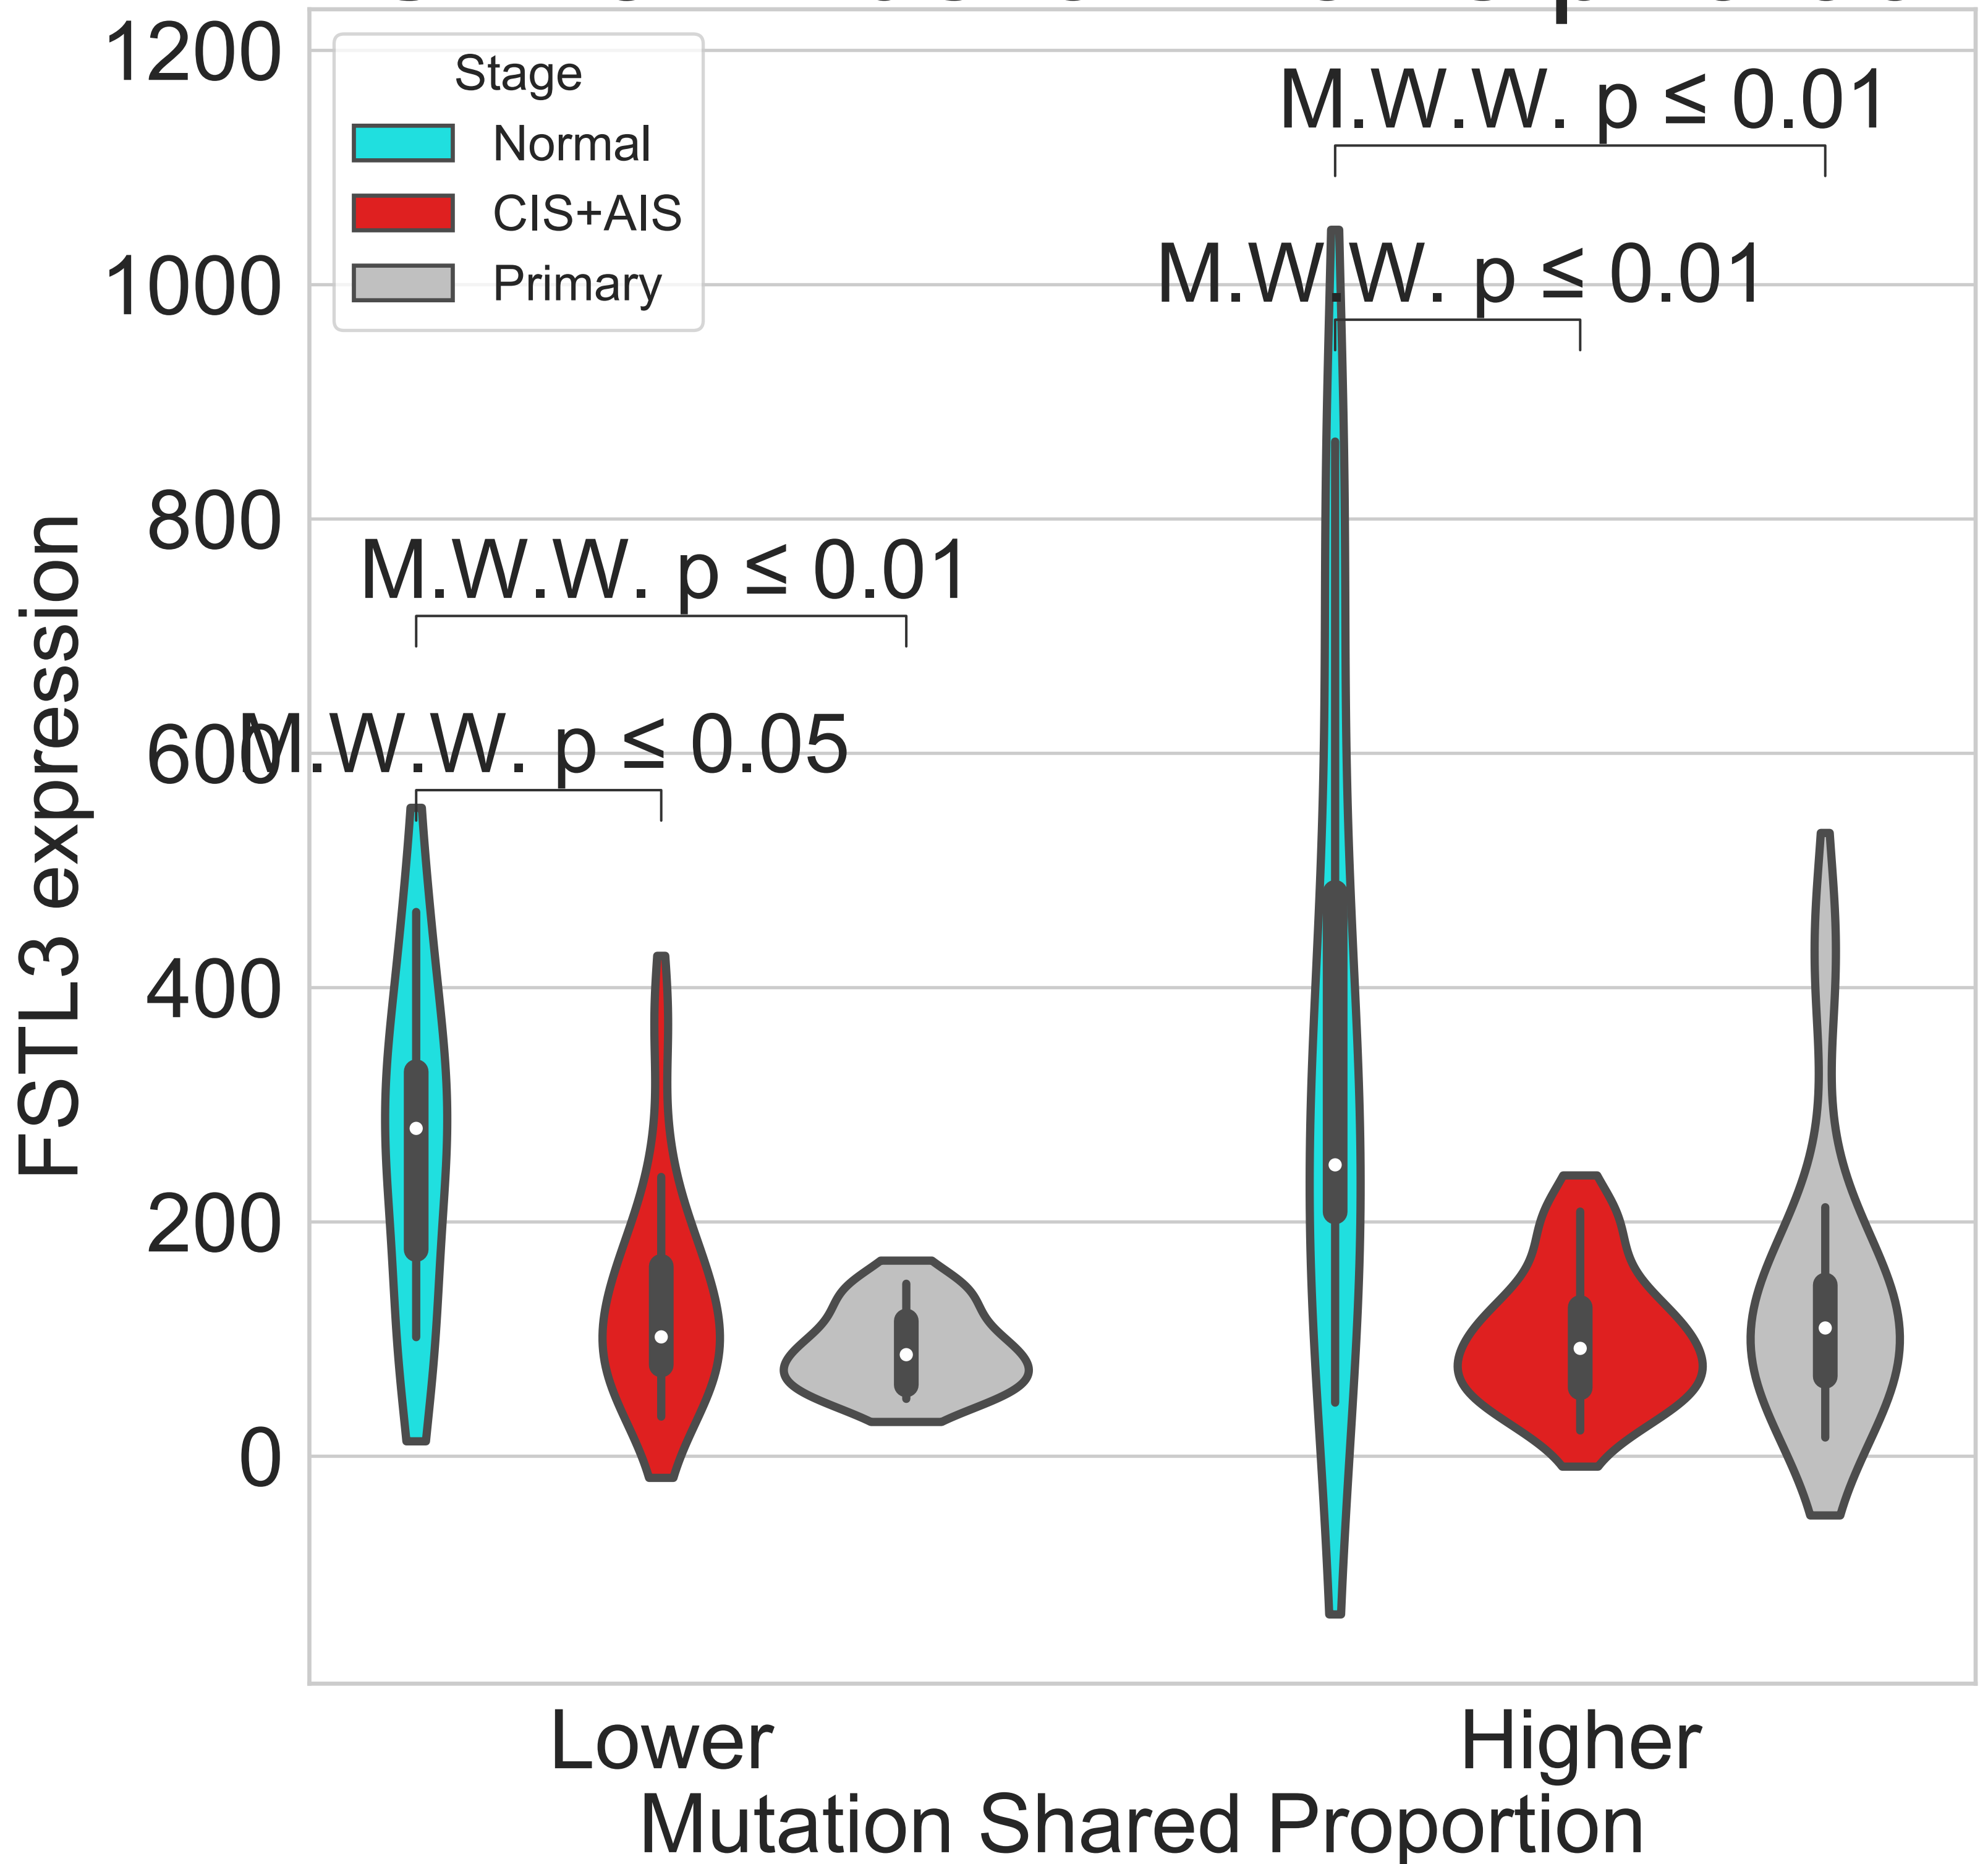 1200
1000
800
600
400
200
0
FSTL3 expression
Stage
Normal
CIS+AIS
Primary
M.W.W. p ≤ 0.01
M.W.W. p ≤ 0.01
M.W.W. p ≤ 0.01
M.W.W. p ≤ 0.05
Lower
Higher
Mutation Shared Proportion